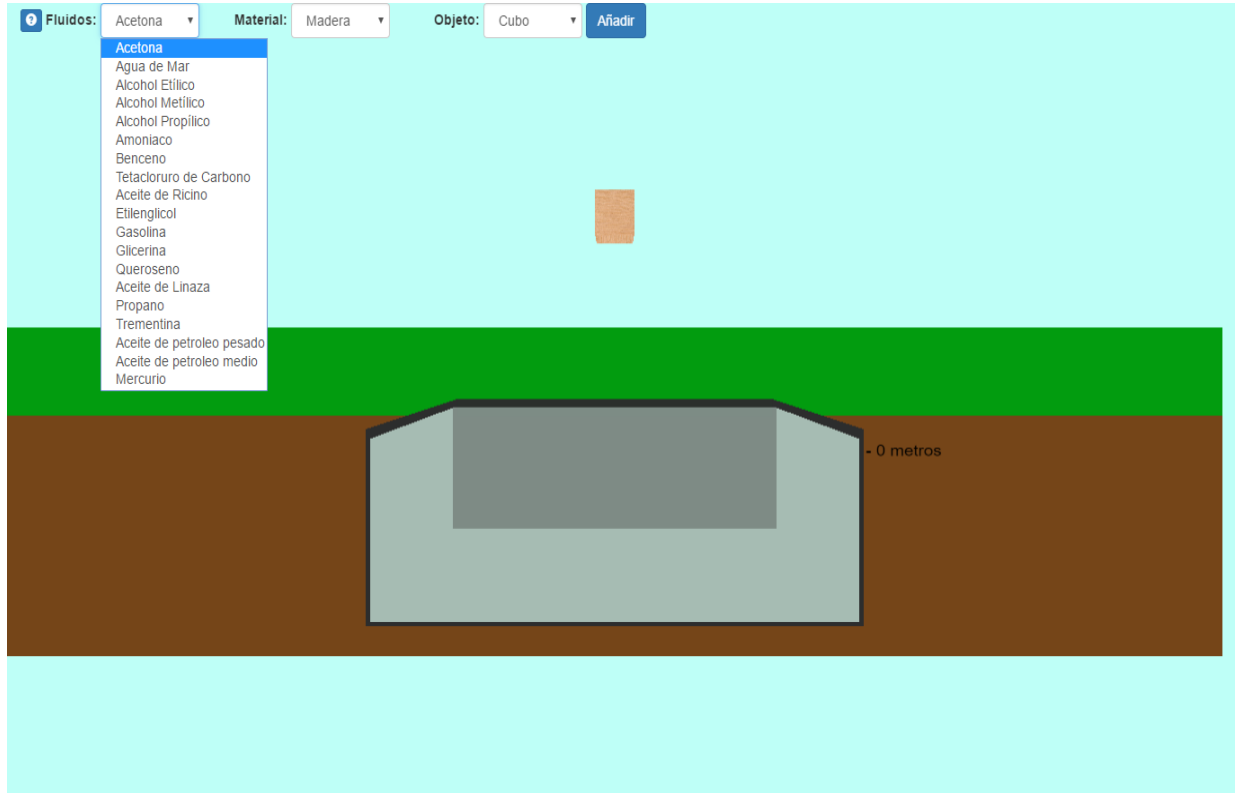 Fluidos: Acetona Material: Madera Objeto: Cubo Añadir
Acetona
Agua de Mar
Alcohol Etílico
Alcohol Metílico
Alcohol Propílico
Amoniaco
Benceno
Tetacloruro de Carbono
Aceite de Ricino
Etilenglicol
Gasolina
Glicerina
Queroseno
Aceite de Linaza
Propano
Trementina
Aceite de petroleo pesado
Aceite de petroleo medio
Mercurio
- 0 metros